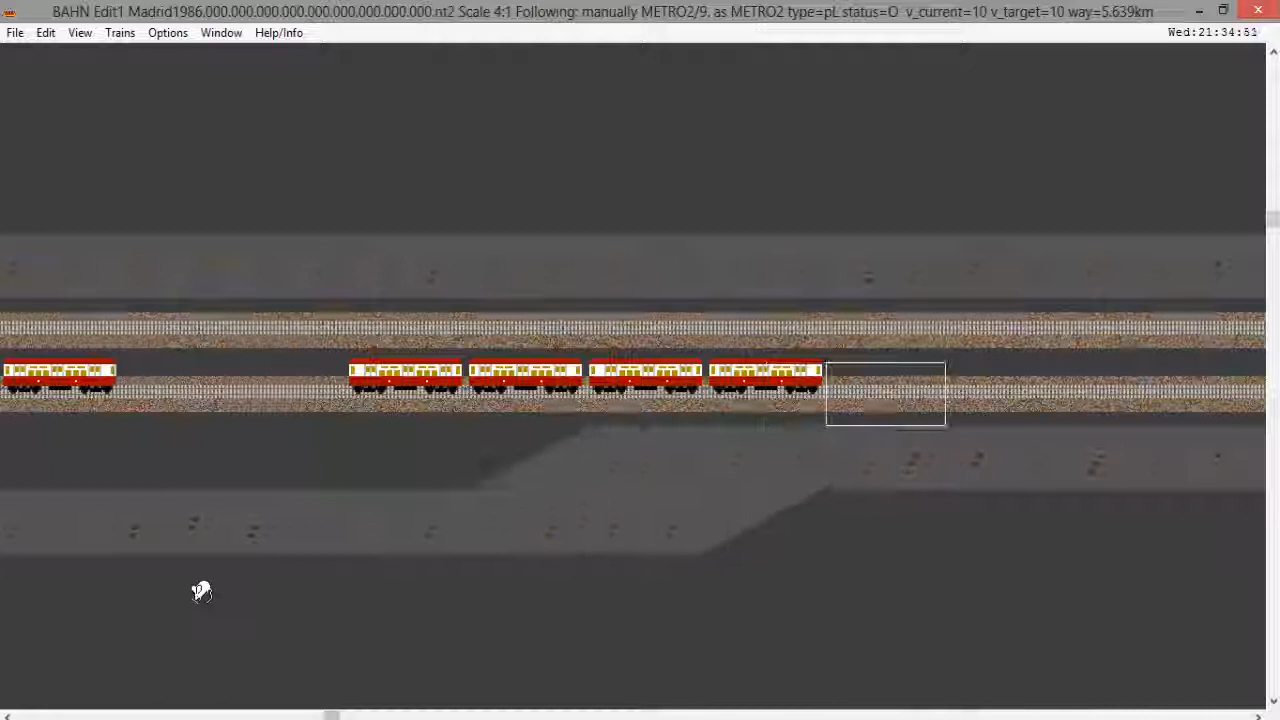 BAHN Edit1 Madrid1986.000.000.000.000.000.000.000.000.000.nt2 Scale 4:1 Following: manually METRO2/9, as METRO2 type=pL status=O v_current=10 v_target=10 way=5.639km
File Edit View Trains Options Window Help/Info Wed:21:34:51